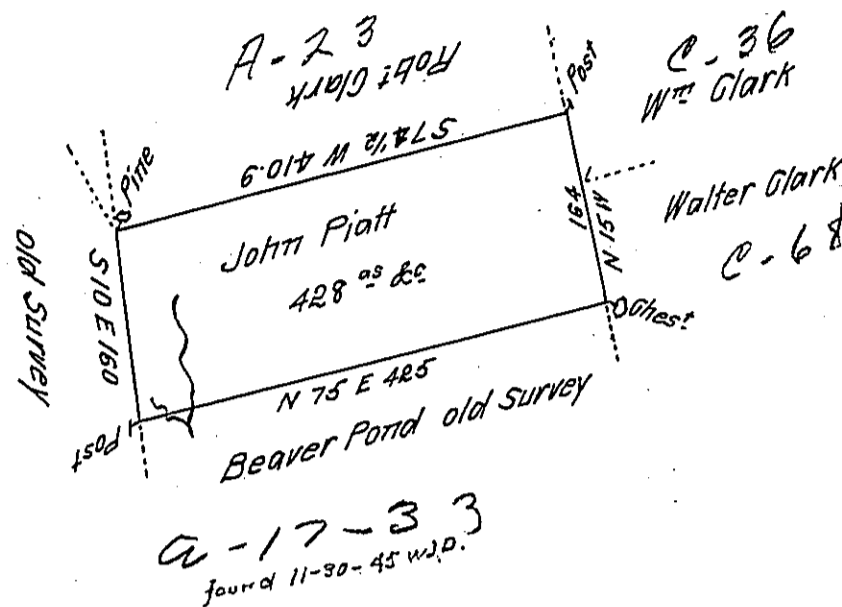 A-23
Robt Clark
C-36
Wm Clark
Post
S 74 1/2 W 410.9
Pine
164
N 15 W
Walter Clark
C-68
John Piatt
428 as &c
old Survey
S 10 E 160
Chest
N 75 E 425
Post
Beaver Pond old Survey
a-17-33
found 11-30-45 W.J.D.